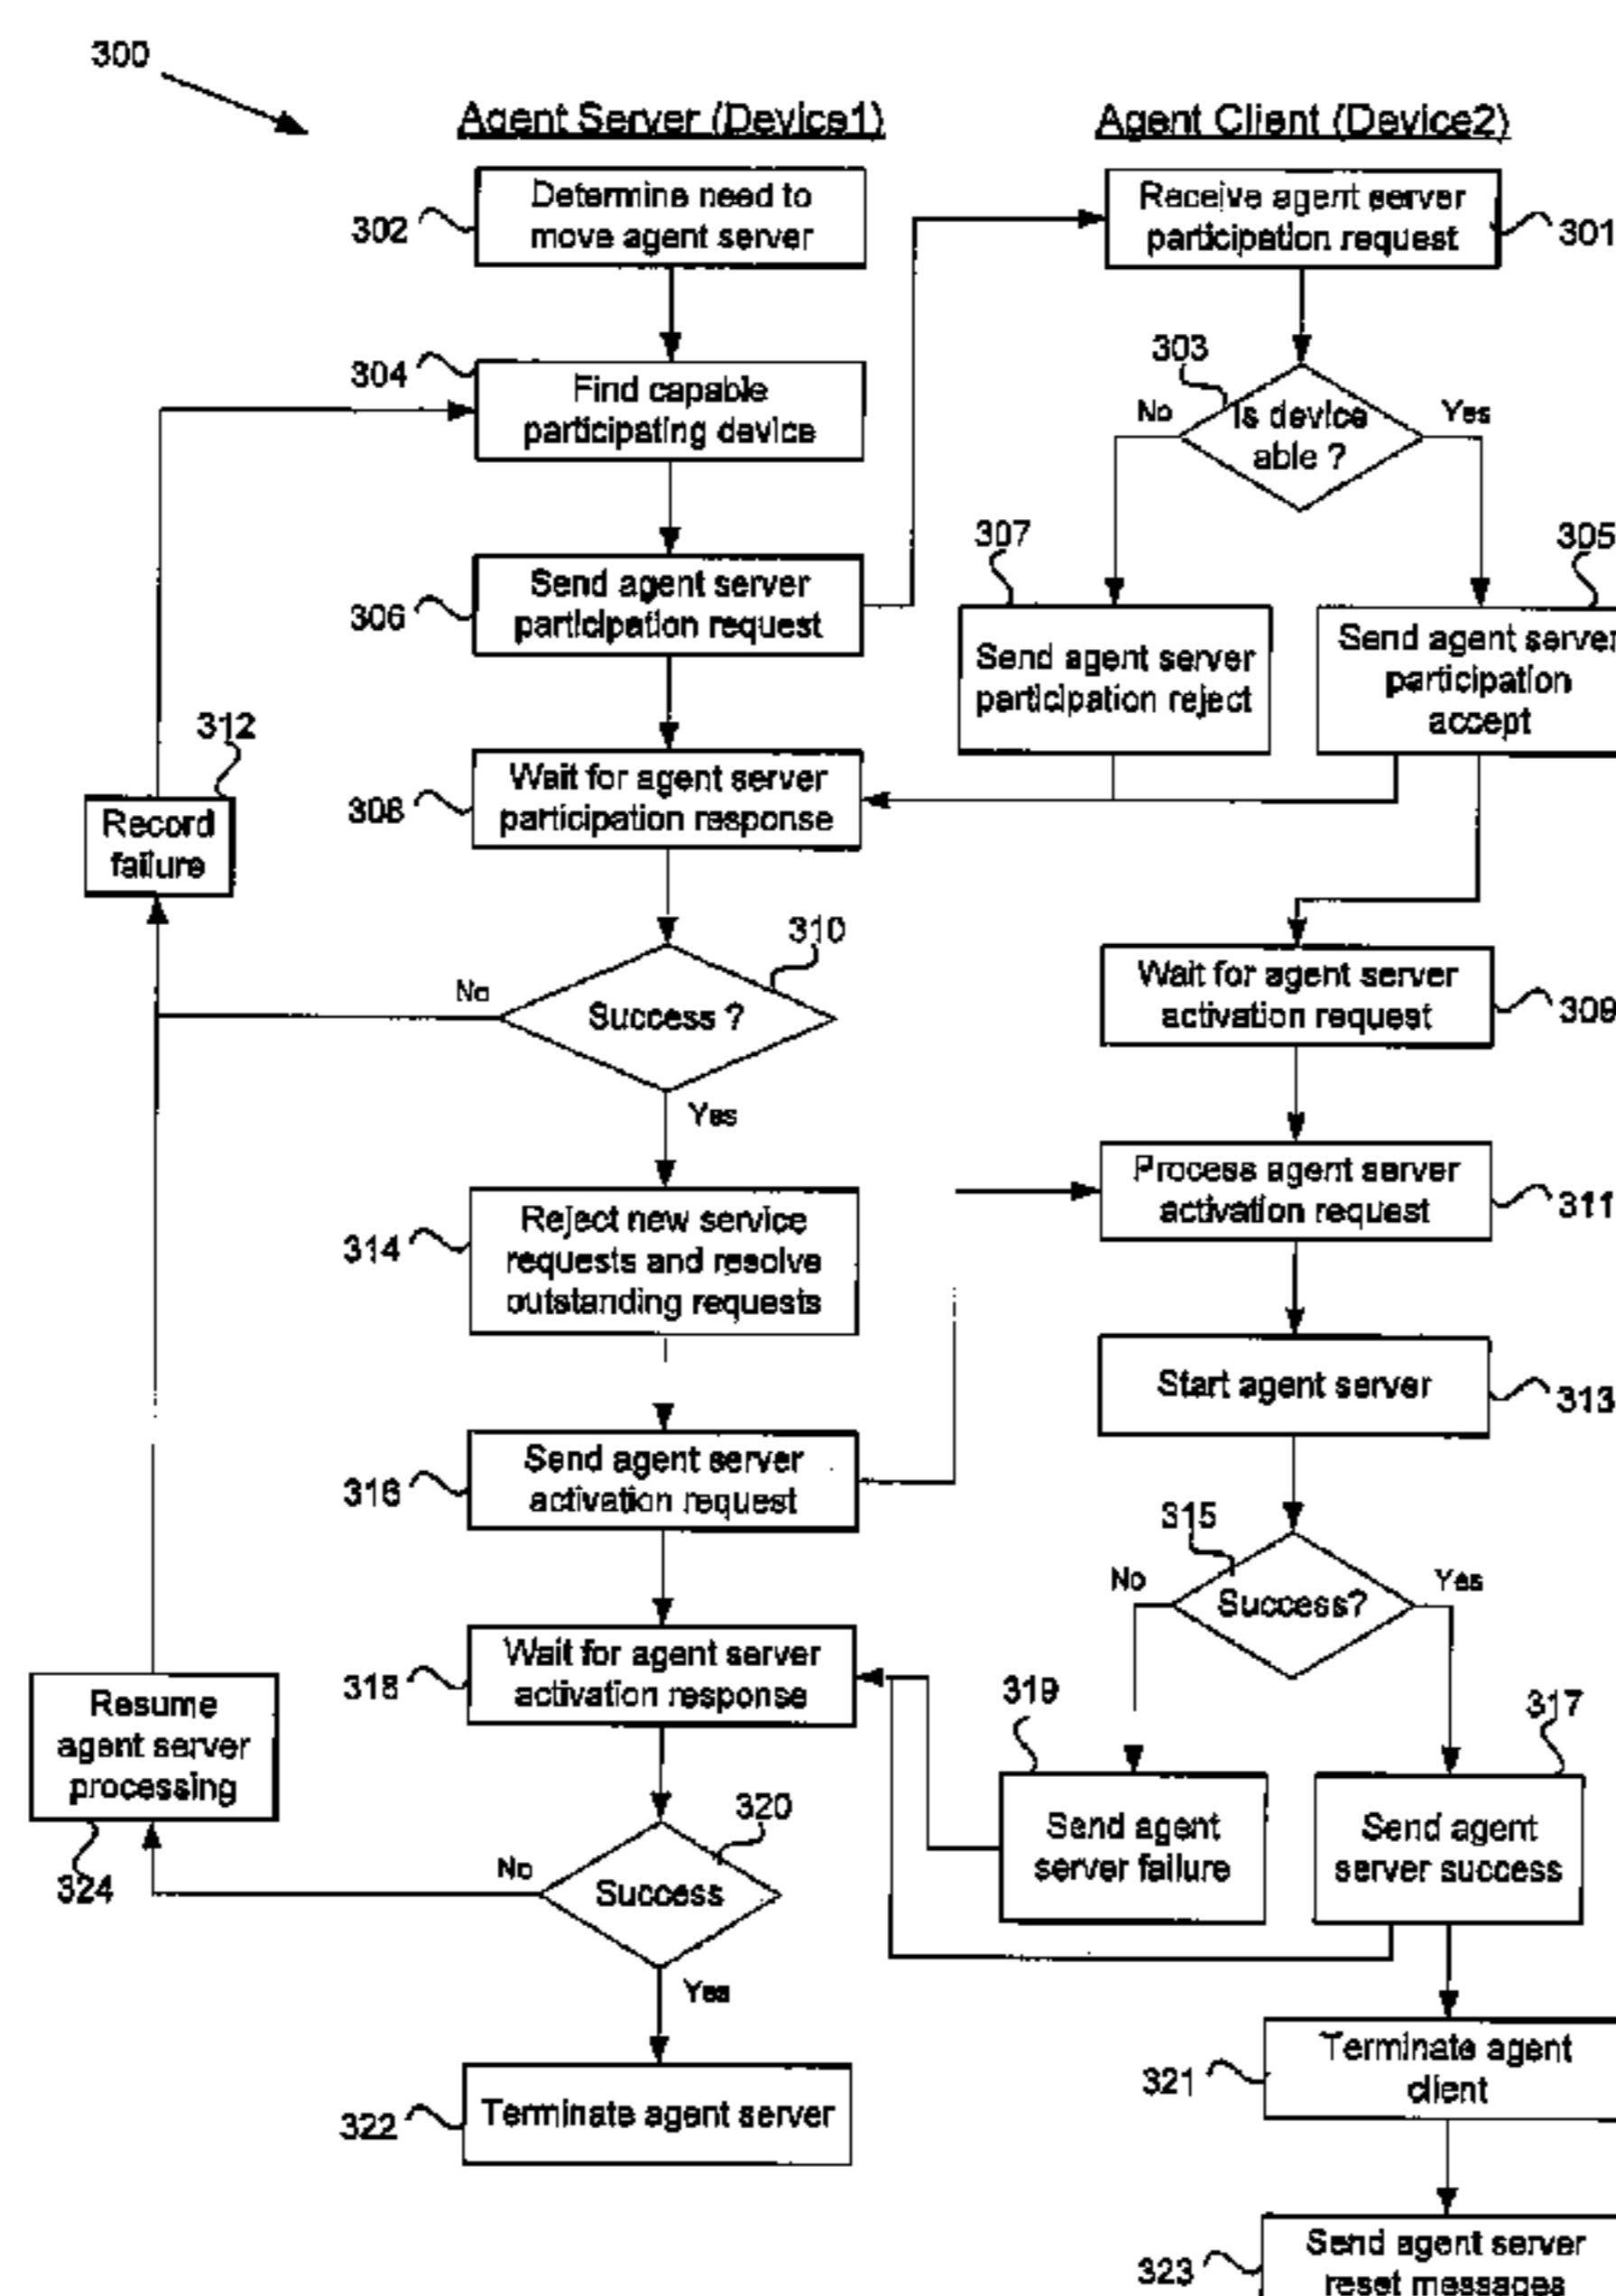 300
Agent Server (Device1)
Agent Client (Device2)
302
Determine need to
move agent server
Receive agent server
participation request
301
304
Find capable
participating device
303
No
Is device
able ?
Yes
306
Send agent server
participation request
307
Send agent server
participation reject
305
Send agent server
participation
accept
312
Record
failure
308
Wait for agent server
participation response
310
No
Success ?
Yes
Wait for agent server
activation request
309
314
Reject new service
requests and resolve
outstanding requests
Process agent server
activation request
311
Start agent server
313
316
Send agent server
activation request
315
No
Success?
Yes
318
Wait for agent server
activation response
Resume
agent server
processing
324
319
Send agent
server failure
317
Send agent
server success
320
No
Success
Yes
322
Terminate agent server
321
Terminate agent
client
323
Send agent server
reset messages